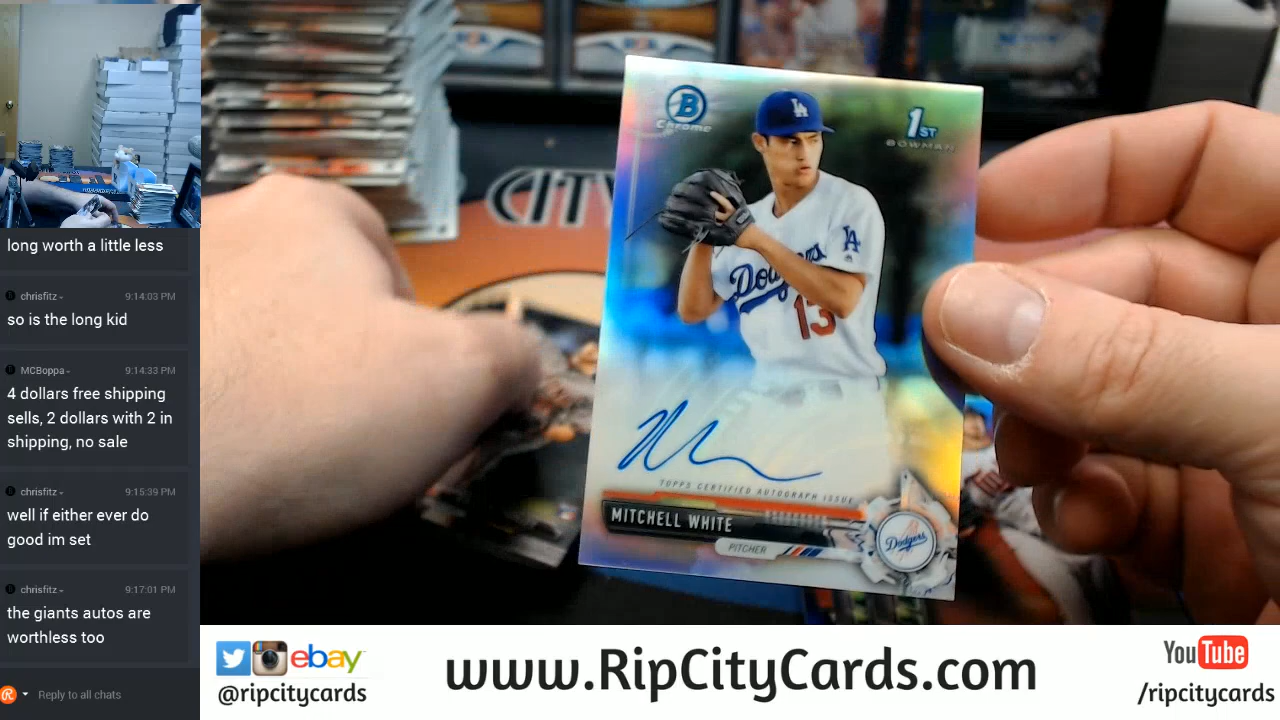 long worth a little less
chrisfitz
9:14:03 PM
so is the long kid
MCBoppa
9:14:33 PM
4 dollars free shipping
sells, 2 dollars with 2 in
shipping, no sale
chrisfitz
9:15:39 PM
well if either ever do
good im set
chrisfitz
9:17:01 PM
the giants autos are
worthless too
Reply to all chats
CITY
B
Chrome
1ST
BOWMAN
LA
LA
Dodgers
13
TOPPS CERTIFIED AUTOGRAPH ISSUE
MITCHELL WHITE
PITCHER
Dodgers
ebay
@ripcitycards
www.RipCityCards.com
YouTube
/ripcitycards